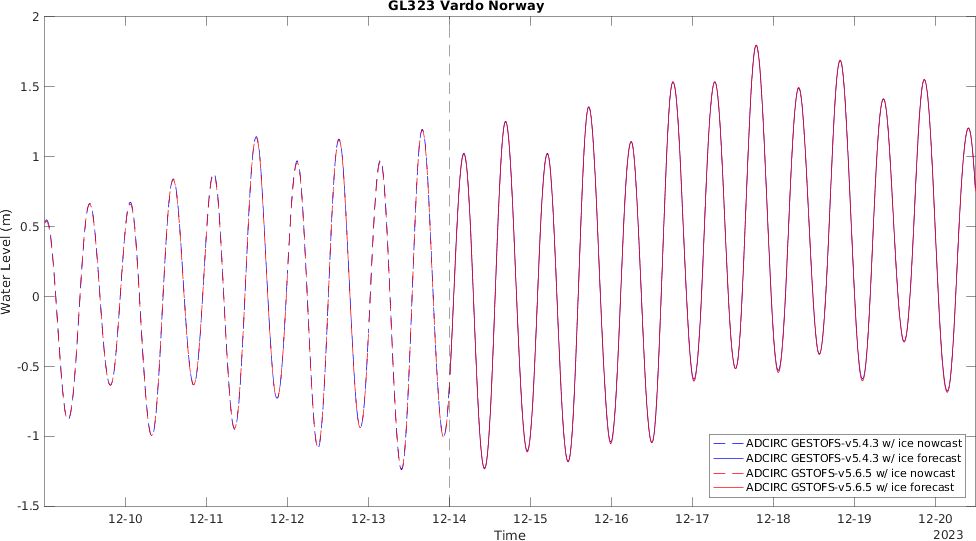 GL323 Vardo Norway
2
1.5
1
0.5
0
-0.5
-1
-1.5
Water Level (m)
ADCIRC GESTOFS-v5.4.3 w/ ice nowcast
ADCIRC GESTOFS-v5.4.3 w/ ice forecast
ADCIRC GSTOFS-v5.6.5 w/ ice nowcast
ADCIRC GSTOFS-v5.6.5 w/ ice forecast
12-10 12-11 12-12 12-13 12-14 12-15 12-16 12-17 12-18 12-19 12-20
Time
2023